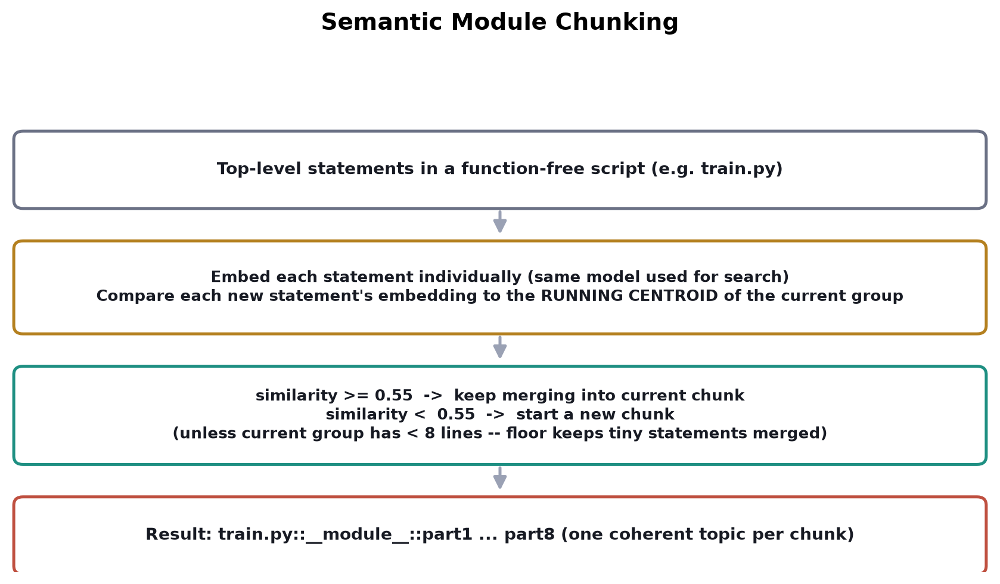 Semantic Module Chunking
Top-level statements in a function-free script (e.g. train.py)
Embed each statement individually (same model used for search)
Compare each new statement's embedding to the RUNNING CENTROID of the current group
similarity >= 0.55  ->  keep merging into current chunk
similarity <  0.55  ->  start a new chunk
(unless current group has < 8 lines -- floor keeps tiny statements merged)
Result: train.py::__module__::part1 ... part8 (one coherent topic per chunk)